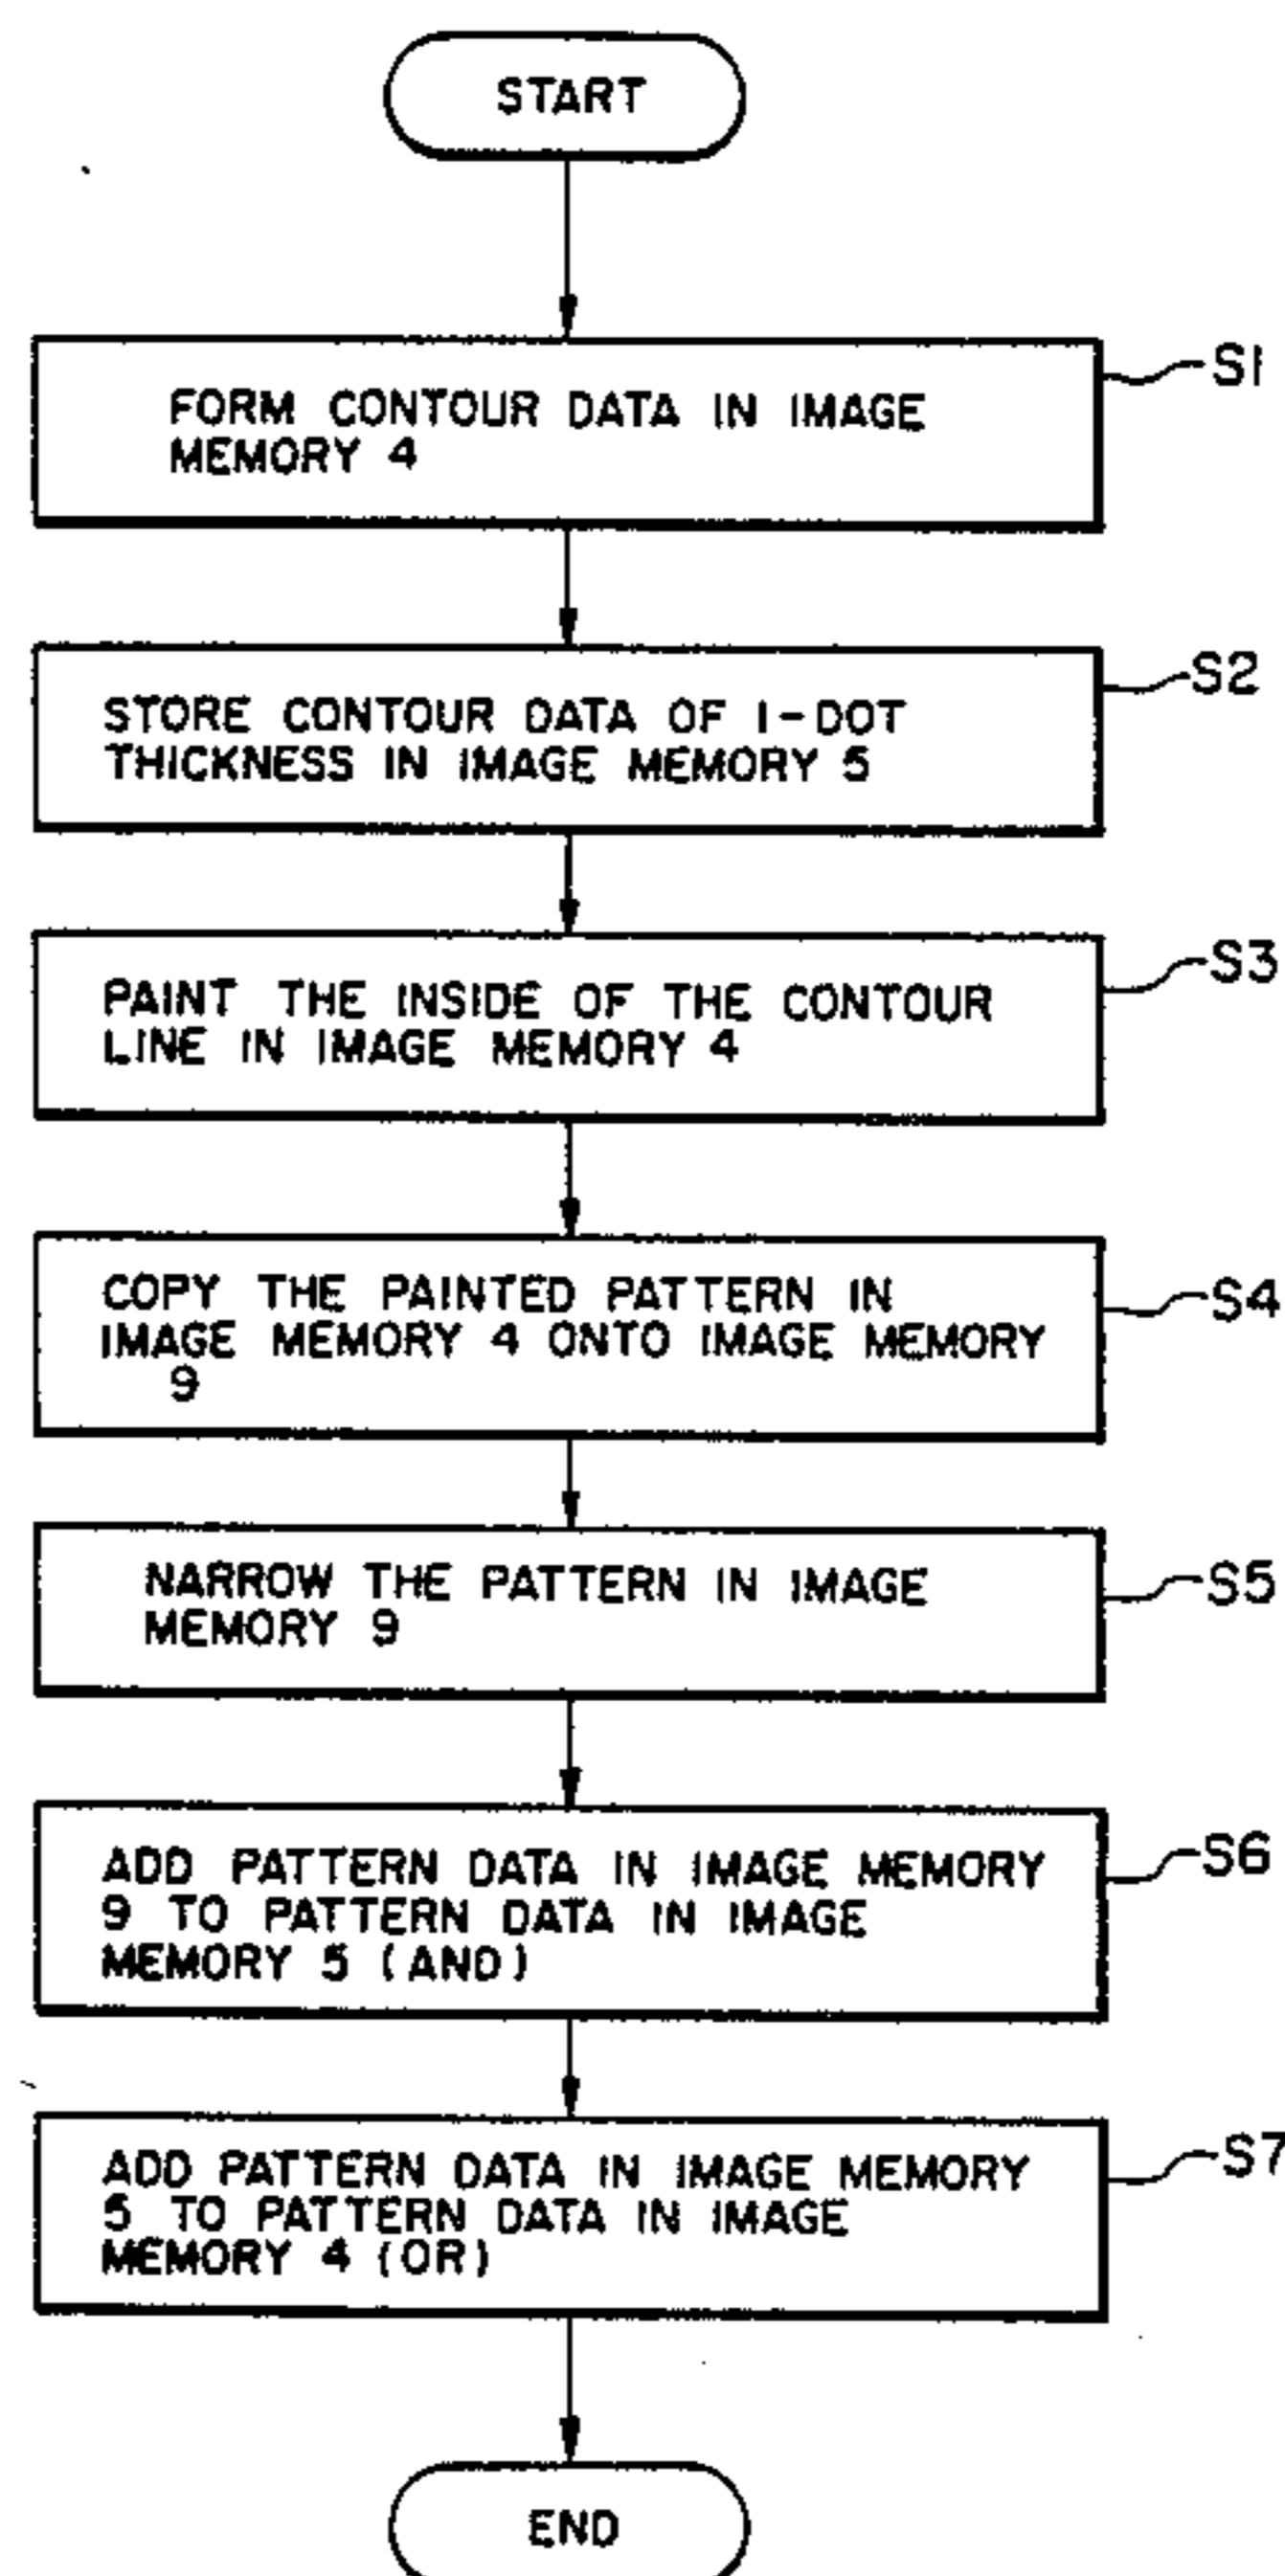 START
S1
FORM CONTOUR DATA IN IMAGE
MEMORY 4
S2
STORE CONTOUR DATA OF 1-DOT
THICKNESS IN IMAGE MEMORY 5
S3
PAINT THE INSIDE OF THE CONTOUR
LINE IN IMAGE MEMORY 4
S4
COPY THE PAINTED PATTERN IN
IMAGE MEMORY 4 ONTO IMAGE MEMORY
9
S5
NARROW THE PATTERN IN IMAGE
MEMORY 9
S6
ADD PATTERN DATA IN IMAGE MEMORY
9 TO PATTERN DATA IN IMAGE
MEMORY 5 (AND)
S7
ADD PATTERN DATA IN IMAGE MEMORY
5 TO PATTERN DATA IN IMAGE
MEMORY 4 (OR)
END